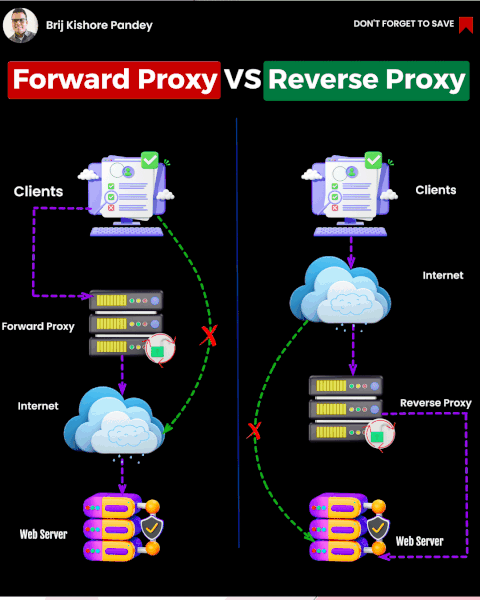 Brij Kishore Pandey
DON'T FORGET TO SAVE
Forward Proxy VS Reverse Proxy
Clients
Forward Proxy
Internet
Web Server
Clients
Internet
Reverse Proxy
Web Server